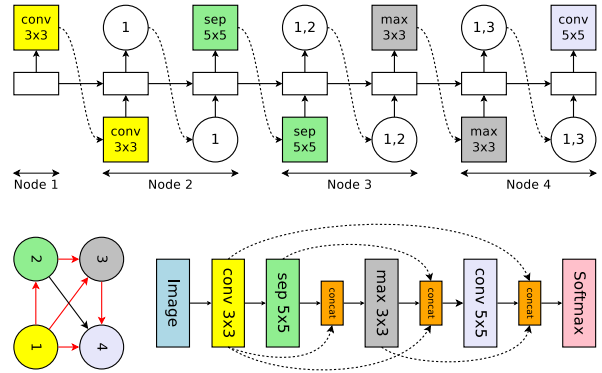 conv
3x3
1
sep
5x5
1,2
max
3x3
1,3
conv
5x5
conv
3x3
1
sep
5x5
1,2
max
3x3
1,3
Node 1
Node 2
Node 3
Node 4
2
3
1
4
Image
conv 3x3
sep 5x5
concat
max 3x3
concat
conv 5x5
concat
Softmax